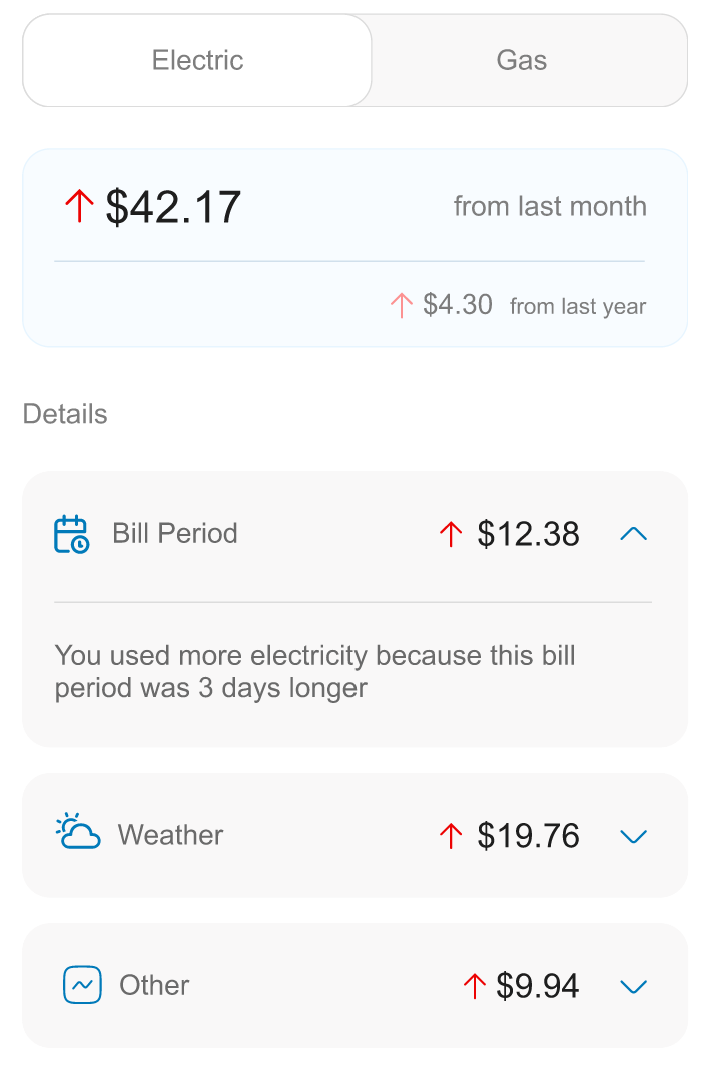 Electric
Gas
$42.17
from last month
$4.30 from last year
Details
Bill Period
$12.38
You used more electricity because this bill
period was 3 days longer
Weather
$19.76
Other
$9.94